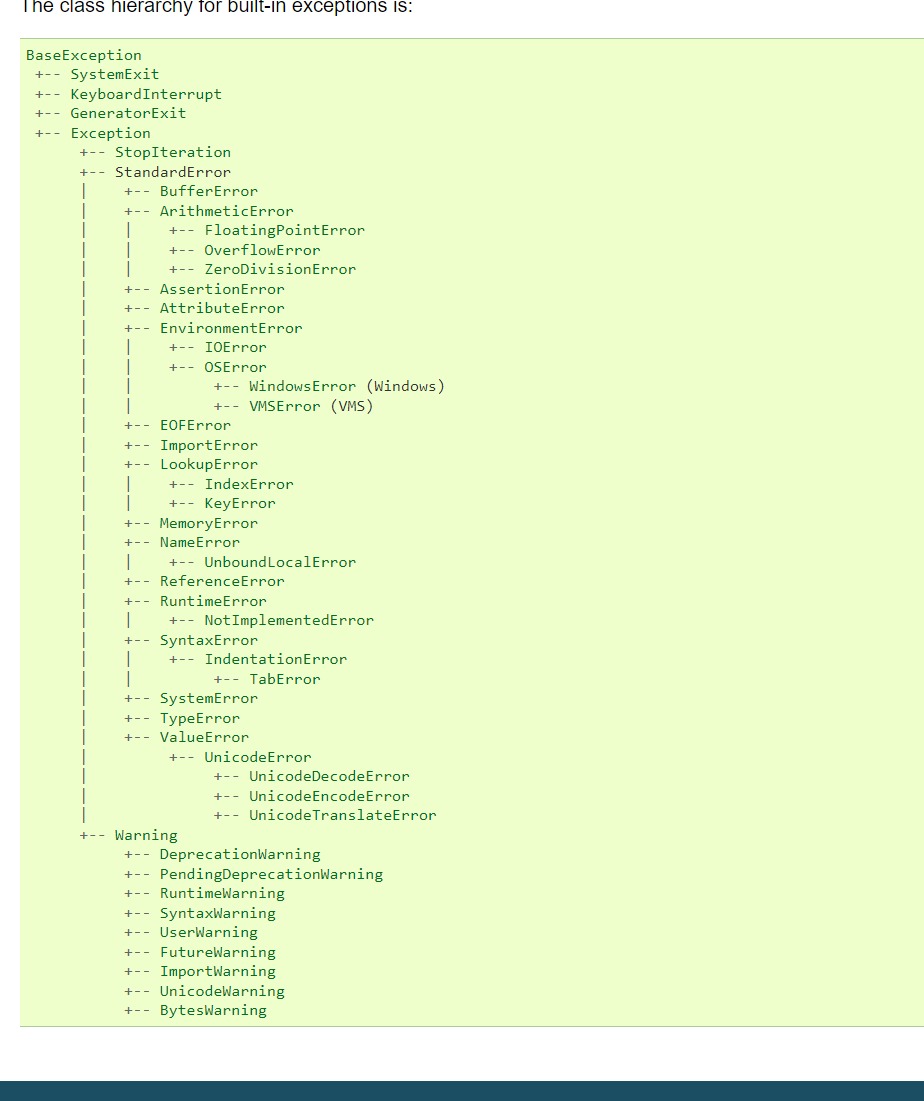 The class hierarchy for built-in exceptions is:
BaseException
 +-- SystemExit
 +-- KeyboardInterrupt
 +-- GeneratorExit
 +-- Exception
      +-- StopIteration
      +-- StandardError
      |    +-- BufferError
      |    +-- ArithmeticError
      |    |    +-- FloatingPointError
      |    |    +-- OverflowError
      |    |    +-- ZeroDivisionError
      |    +-- AssertionError
      |    +-- AttributeError
      |    +-- EnvironmentError
      |    |    +-- IOError
      |    |    +-- OSError
      |    |         +-- WindowsError (Windows)
      |    |         +-- VMSError (VMS)
      |    +-- EOFError
      |    +-- ImportError
      |    +-- LookupError
      |    |    +-- IndexError
      |    |    +-- KeyError
      |    +-- MemoryError
      |    +-- NameError
      |    |    +-- UnboundLocalError
      |    +-- ReferenceError
      |    +-- RuntimeError
      |    |    +-- NotImplementedError
      |    +-- SyntaxError
      |    |    +-- IndentationError
      |    |         +-- TabError
      |    +-- SystemError
      |    +-- TypeError
      |    +-- ValueError
      |         +-- UnicodeError
      |              +-- UnicodeDecodeError
      |              +-- UnicodeEncodeError
      |              +-- UnicodeTranslateError
      +-- Warning
           +-- DeprecationWarning
           +-- PendingDeprecationWarning
           +-- RuntimeWarning
           +-- SyntaxWarning
           +-- UserWarning
           +-- FutureWarning
           +-- ImportWarning
           +-- UnicodeWarning
           +-- BytesWarning